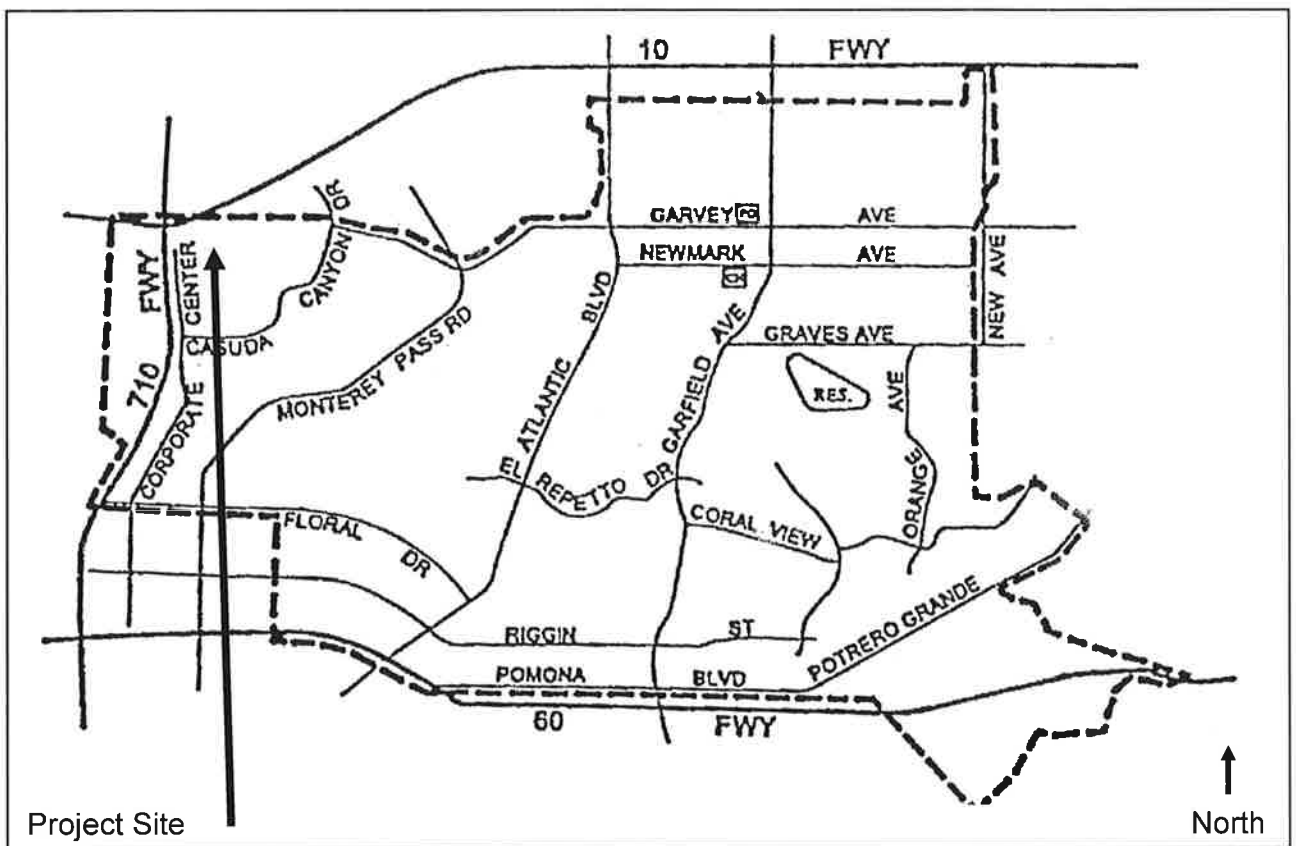 10 FWY
DR
GARVEY PO AVE
NEWMARK AVE
CH
FWY
CENTER
CANYON
CASUDA
BLVD
NEW AVE
GRAVES AVE
710
MONTEREY PASS RD
AVE
RES.
CORPORATE
ATLANTIC
GARFIELD
AVE
EL REPETTO DR
ORANGE
CORAL VIEW
FLORAL DR
RIGGIN ST
POTRERO GRANDE
POMONA BLVD
60 FWY
Project Site
North